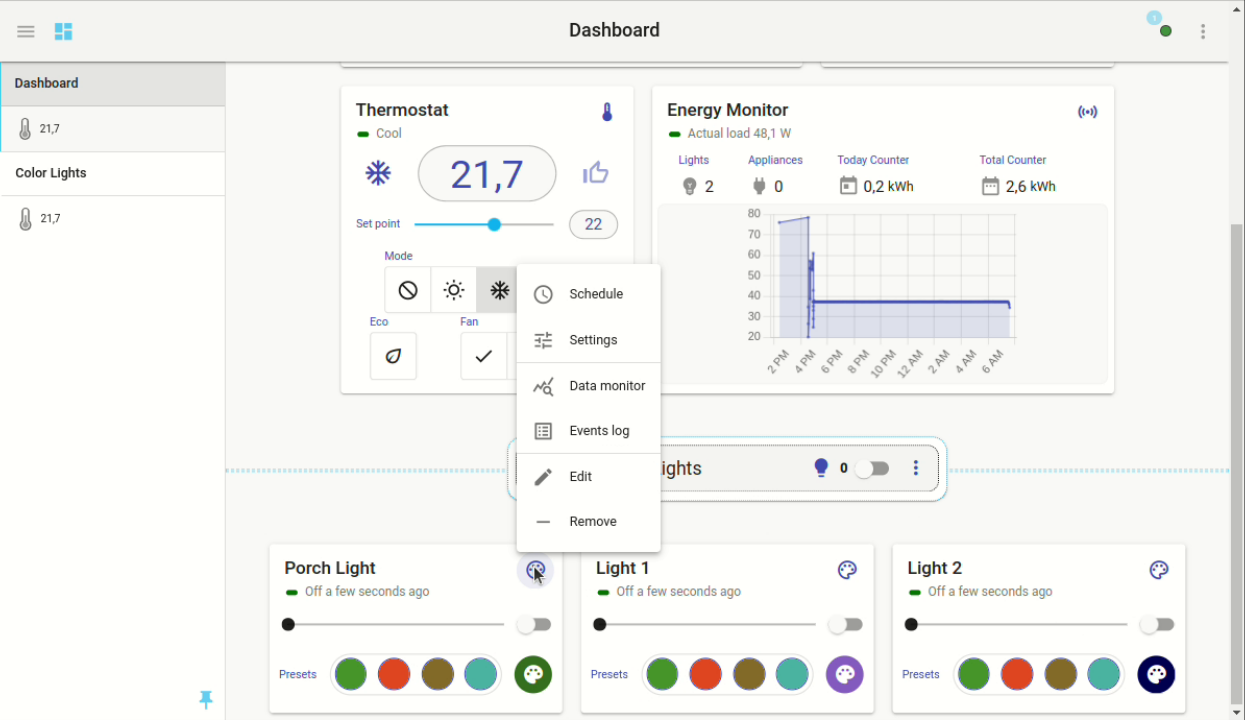 Dashboard
1
Dashboard
21,7
Color Lights
21,7
Thermostat
Cool
21,7
Set point
22
Mode
Eco
Fan
Energy Monitor
Actual load 48,1 W
Lights
Appliances
Today Counter
Total Counter
2
0
0,2 kWh
2,6 kWh
80
70
60
50
40
30
20
2 PM
4 PM
6 PM
8 PM
10 PM
12 AM
2 AM
4 AM
6 AM
Schedule
Settings
Data monitor
Events log
Edit
Remove
ights
0
Porch Light
Off a few seconds ago
Presets
Light 1
Off a few seconds ago
Presets
Light 2
Off a few seconds ago
Presets